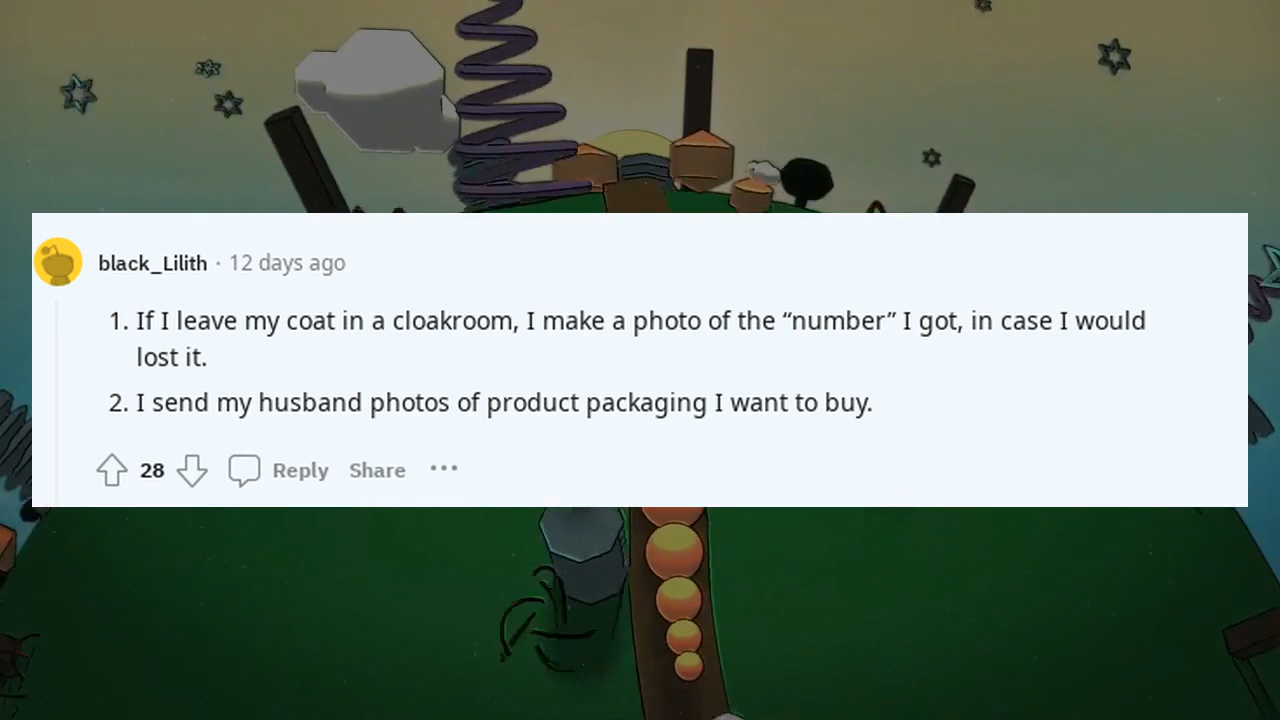 black_Lilith · 12 days ago
1. If I leave my coat in a cloakroom, I make a photo of the “number” I got, in case I would
lost it.
2. I send my husband photos of product packaging I want to buy.
28 Reply Share ···